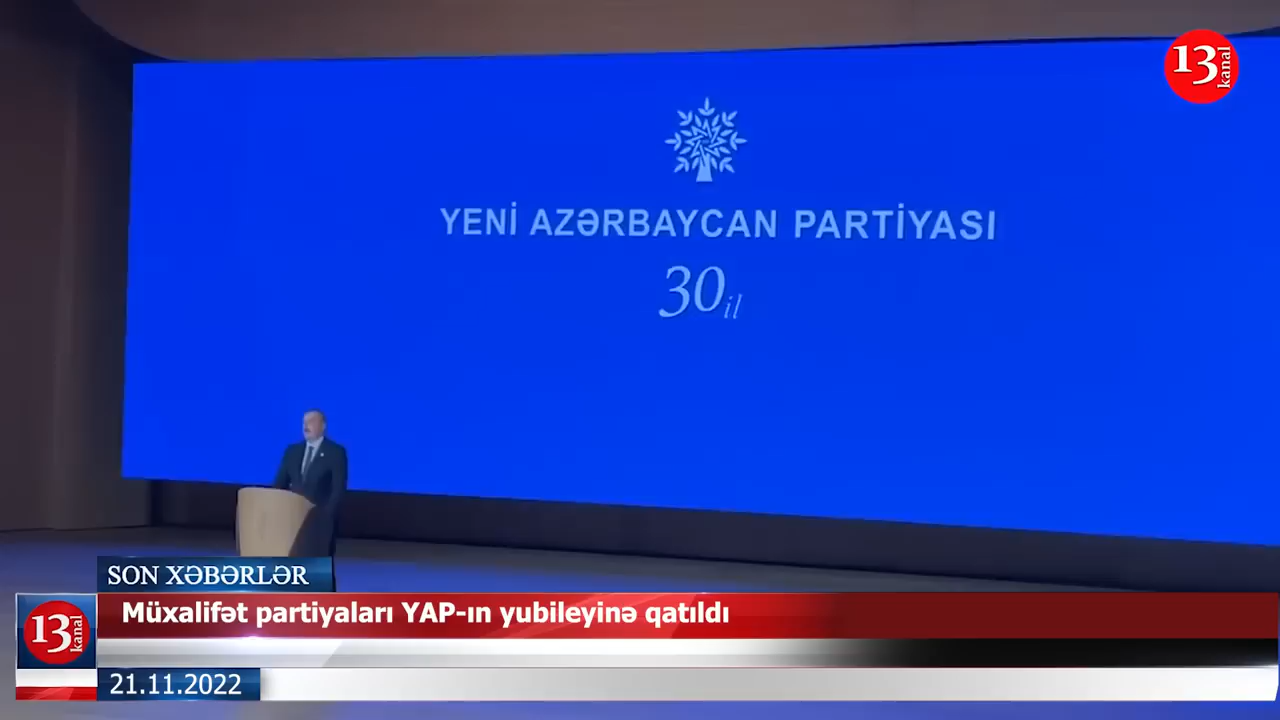 13
kanal
YENİ AZƏRBAYCAN PARTİYASI
30 il
SON XƏBƏRLƏR
13
kanal
Müxalifət partiyaları YAP-ın yubileyinə qatıldı
21.11.2022